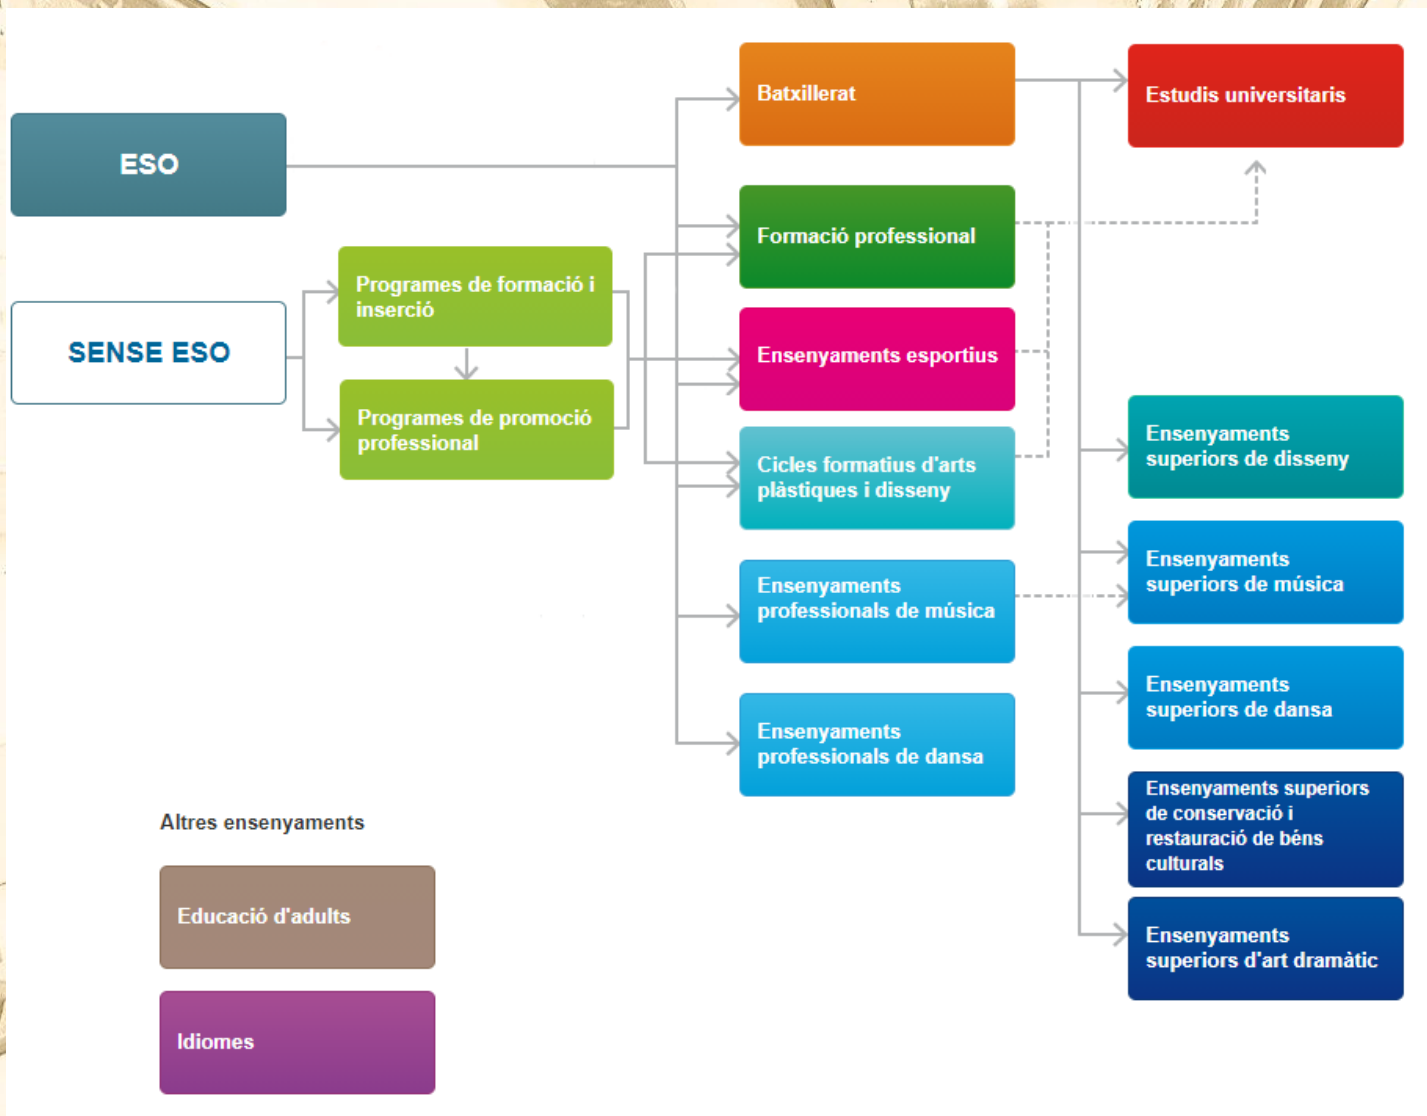 ESO
SENSE ESO
Programes de formació i
inserció
Programes de promoció
professional
Batxillerat
Formació professional
Ensenyaments esportius
Cicles formatius d'arts
plàstiques i disseny
Ensenyaments
professionals de música
Ensenyaments
professionals de dansa
Estudis universitaris
Ensenyaments
superiors de disseny
Ensenyaments
superiors de música
Ensenyaments
superiors de dansa
Ensenyaments superiors
de conservació i
restauració de béns
culturals
Ensenyaments
superiors d'art dramàtic
Altres ensenyaments
Educació d'adults
Idiomes